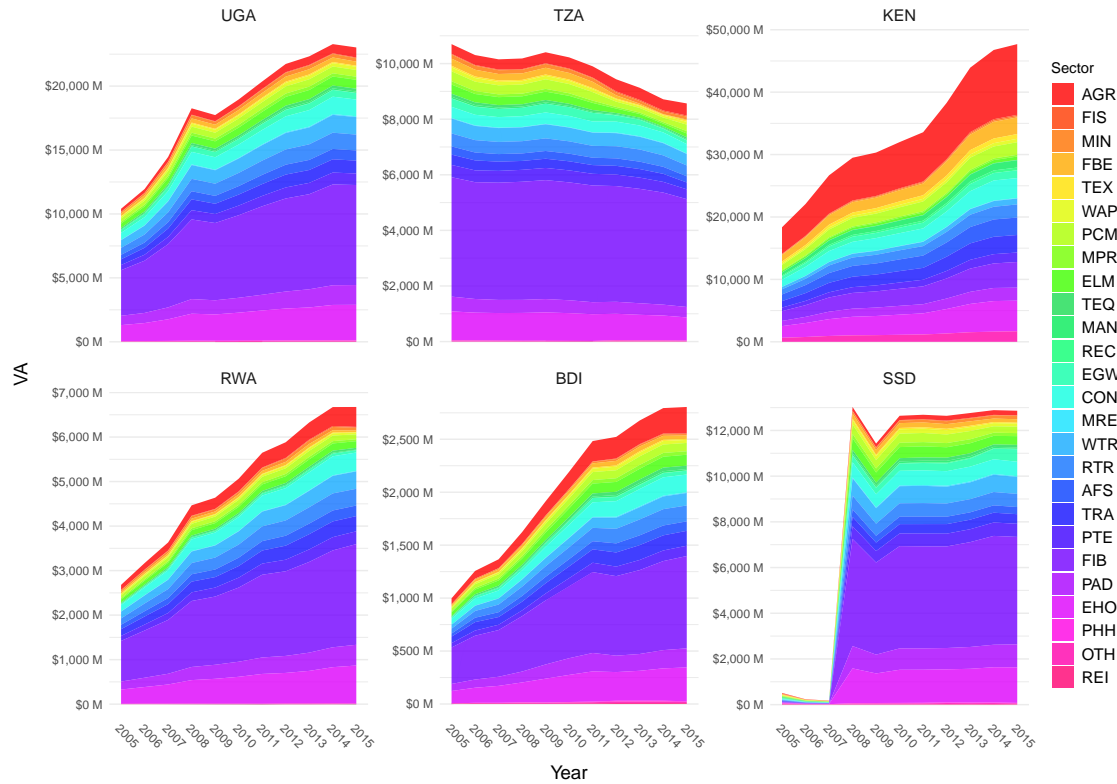 UGA
TZA
KEN
$20,000 M
$15,000 M
$10,000 M
$5,000 M
$0 M
$10,000 M
$8,000 M
$6,000 M
$4,000 M
$2,000 M
$0 M
$50,000 M
$40,000 M
$30,000 M
$20,000 M
$10,000 M
$0 M
VA
RWA
BDI
SSD
$7,000 M
$6,000 M
$5,000 M
$4,000 M
$3,000 M
$2,000 M
$1,000 M
$0 M
$2,500 M
$2,000 M
$1,500 M
$1,000 M
$500 M
$0 M
$12,000 M
$10,000 M
$8,000 M
$6,000 M
$4,000 M
$2,000 M
$0 M
2005 2006 2007 2008 2009 2010 2011 2012 2013 2014 2015
2005 2006 2007 2008 2009 2010 2011 2012 2013 2014 2015
2005 2006 2007 2008 2009 2010 2011 2012 2013 2014 2015
Year
Sector
AGR
FIS
MIN
FBE
TEX
WAP
PCM
MPR
ELM
TEQ
MAN
REC
EGW
CON
MRE
WTR
RTR
AFS
TRA
PTE
FIB
PAD
EHO
PHH
OTH
REI